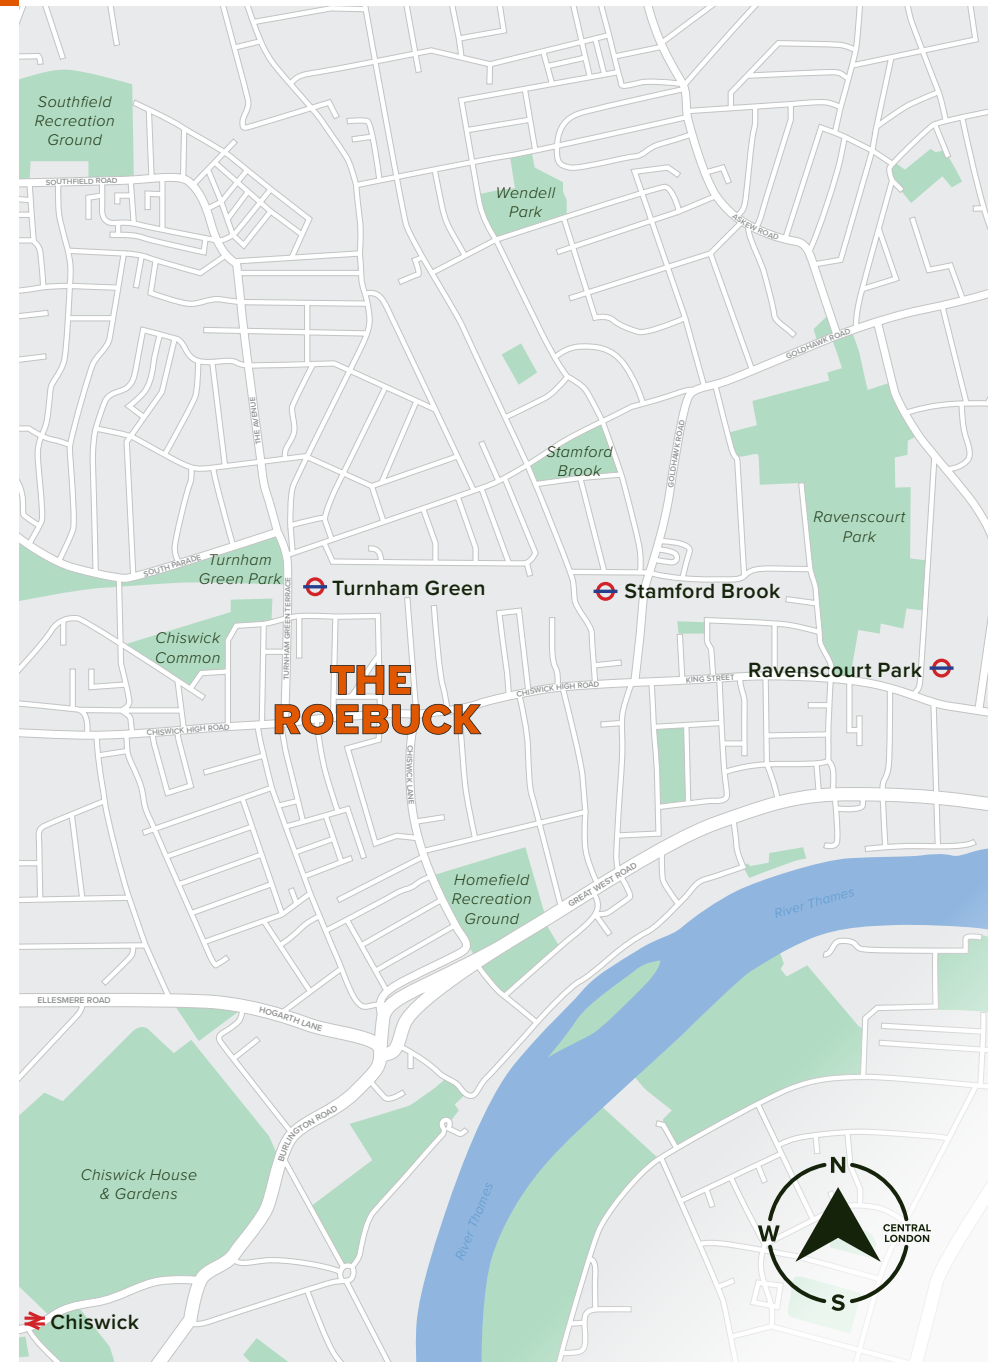 Southfield
Recreation
Ground
SOUTHFIELD ROAD
Wendell
Park
ASKEW ROAD
GOLDHAWK ROAD
THE AVENUE
GOLDHAWK ROAD
Stamford
Brook
Ravenscourt
Park
SOUTH PARADE
Turnham
Green Park
Turnham Green
Stamford Brook
TURNHAM GREEN TERRACE
Chiswick
Common
Ravenscourt Park
THE
ROEBUCK
CHISWICK HIGH ROAD
KING STREET
CHISWICK HIGH ROAD
CHISWICK LANE
Homefield
Recreation
Ground
GREAT WEST ROAD
River Thames
ELLESMERE ROAD
HOGARTH LANE
BURLINGTON ROAD
Chiswick House
& Gardens
River Thames
N
W
CENTRAL
LONDON
S
Chiswick